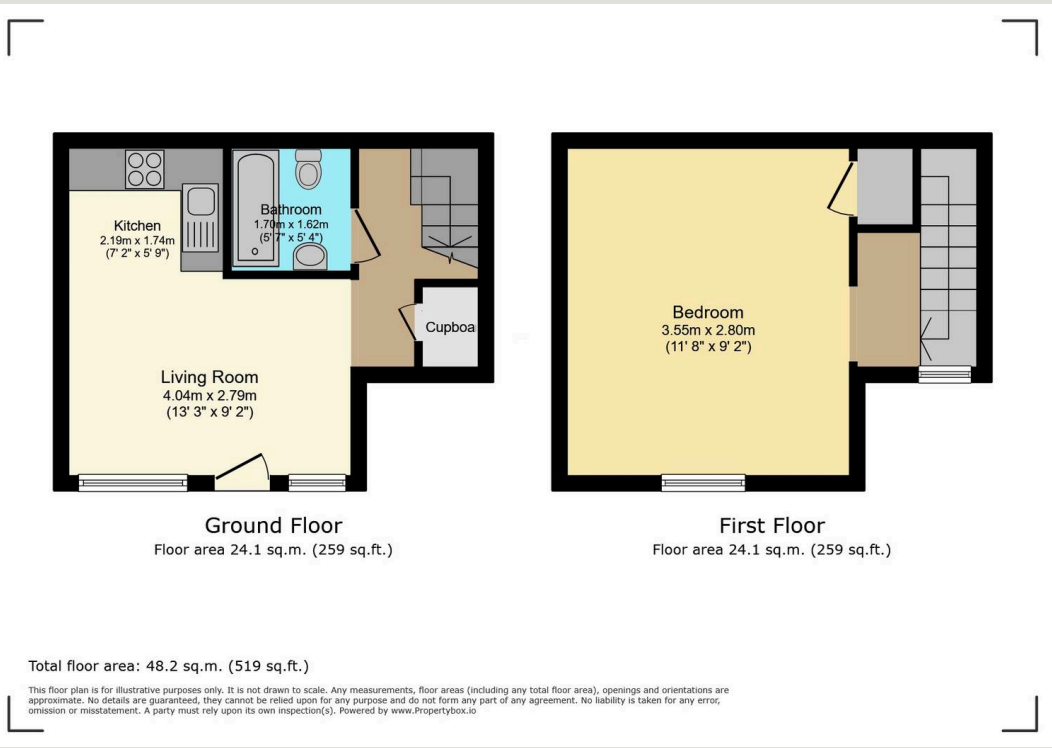 Kitchen
2.19m x 1.74m
(7' 2" x 5' 9")
Bathroom
1.70m x 1.62m
(5' 7" x 5' 4")
Cupboa
Living Room
4.04m x 2.79m
(13' 3" x 9' 2")
Bedroom
3.55m x 2.80m
(11' 8" x 9' 2")
Ground Floor
Floor area 24.1 sq.m. (259 sq.ft.)
First Floor
Floor area 24.1 sq.m. (259 sq.ft.)
Total floor area: 48.2 sq.m. (519 sq.ft.)
This floor plan is for illustrative purposes only. It is not drawn to scale. Any measurements, floor areas (including any total floor area), openings and orientations are
approximate. No details are guaranteed, they cannot be relied upon for any purpose and do not form any part of any agreement. No liability is taken for any error,
omission or misstatement. A party must rely upon its own inspection(s). Powered by www.Propertybox.io